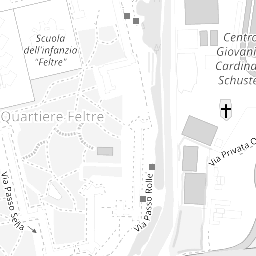 Scuola
dell'infanzia
"Feltre"
Centro
Giovani
Cardina
Schuste
Quartiere Feltre
Via Privata O
Via Passo Rolle
Via Passo Sella